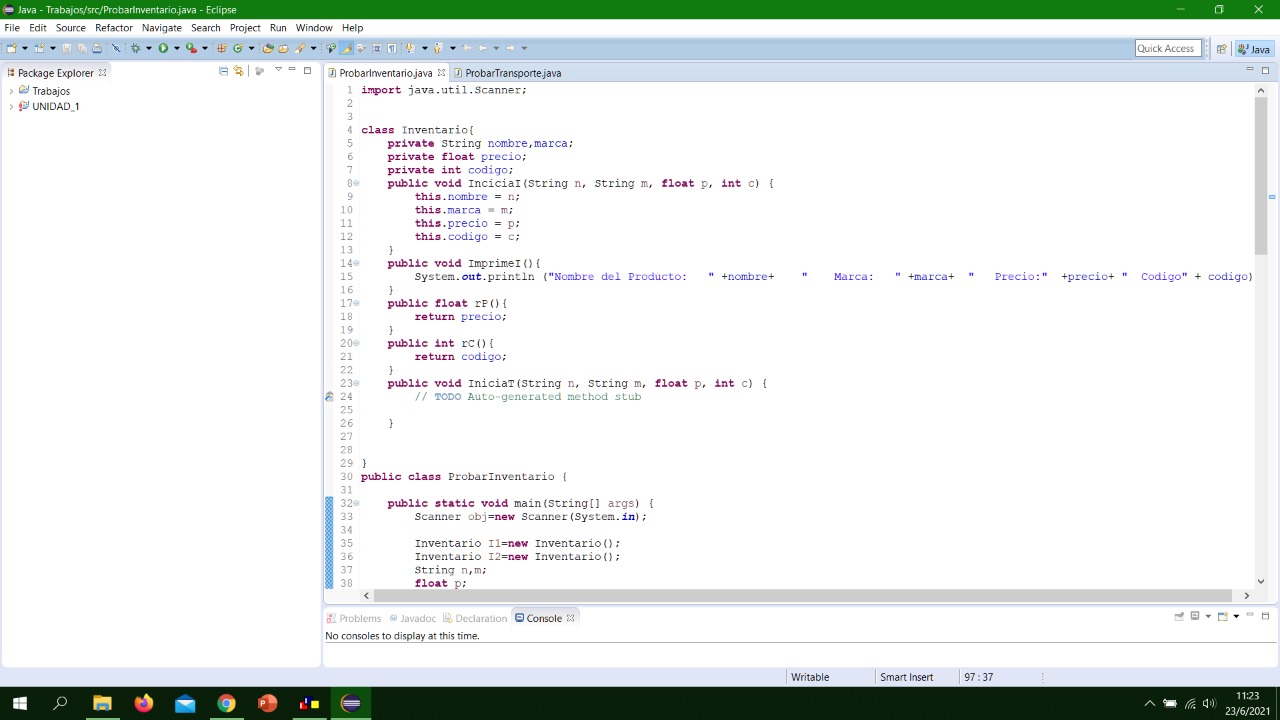 Java - Trabajos/src/ProbarInventario.java - Eclipse
File Edit Source Refactor Navigate Search Project Run Window Help
Quick Access
Java
Package Explorer
Trabajos
UNIDAD_1
ProbarInventario.java
ProbarTransporte.java
1 import java.util.Scanner;
2
3
4 class Inventario{
5 private String nombre,marca;
6 private float precio;
7 private int codigo;
8 public void InciciaI(String n, String m, float p, int c) {
9 this.nombre = n;
10 this.marca = m;
11 this.precio = p;
12 this.codigo = c;
13 }
14 public void ImprimeI(){
15 System.out.println ("Nombre del Producto:   " +nombre+    "    Marca:   " +marca+  "   Precio:"  +precio+ "  Codigo" + codigo)
16 }
17 public float rP(){
18 return precio;
19 }
20 public int rC(){
21 return codigo;
22 }
23 public void IniciaT(String n, String m, float p, int c) {
24 // TODO Auto-generated method stub
25
26 }
27
28
29 }
30 public class ProbarInventario {
31
32 public static void main(String[] args) {
33 Scanner obj=new Scanner(System.in);
34
35 Inventario I1=new Inventario();
36 Inventario I2=new Inventario();
37 String n,m;
38 float p;
Problems Javadoc Declaration Console
No consoles to display at this time.
Writable Smart Insert 97 : 37
11:23
23/6/2021